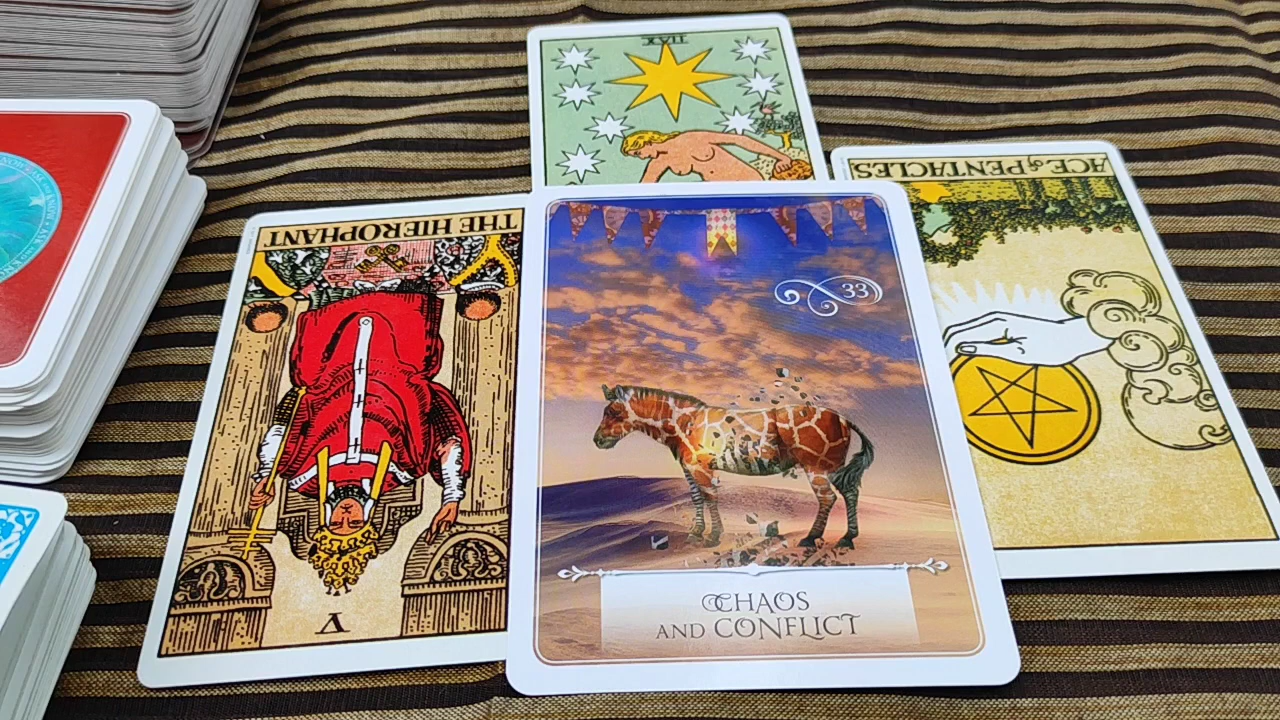 XVII
ACE of PENTACLES
THE HIEROPHANT
33
CHAOS
AND CONFLICT
V